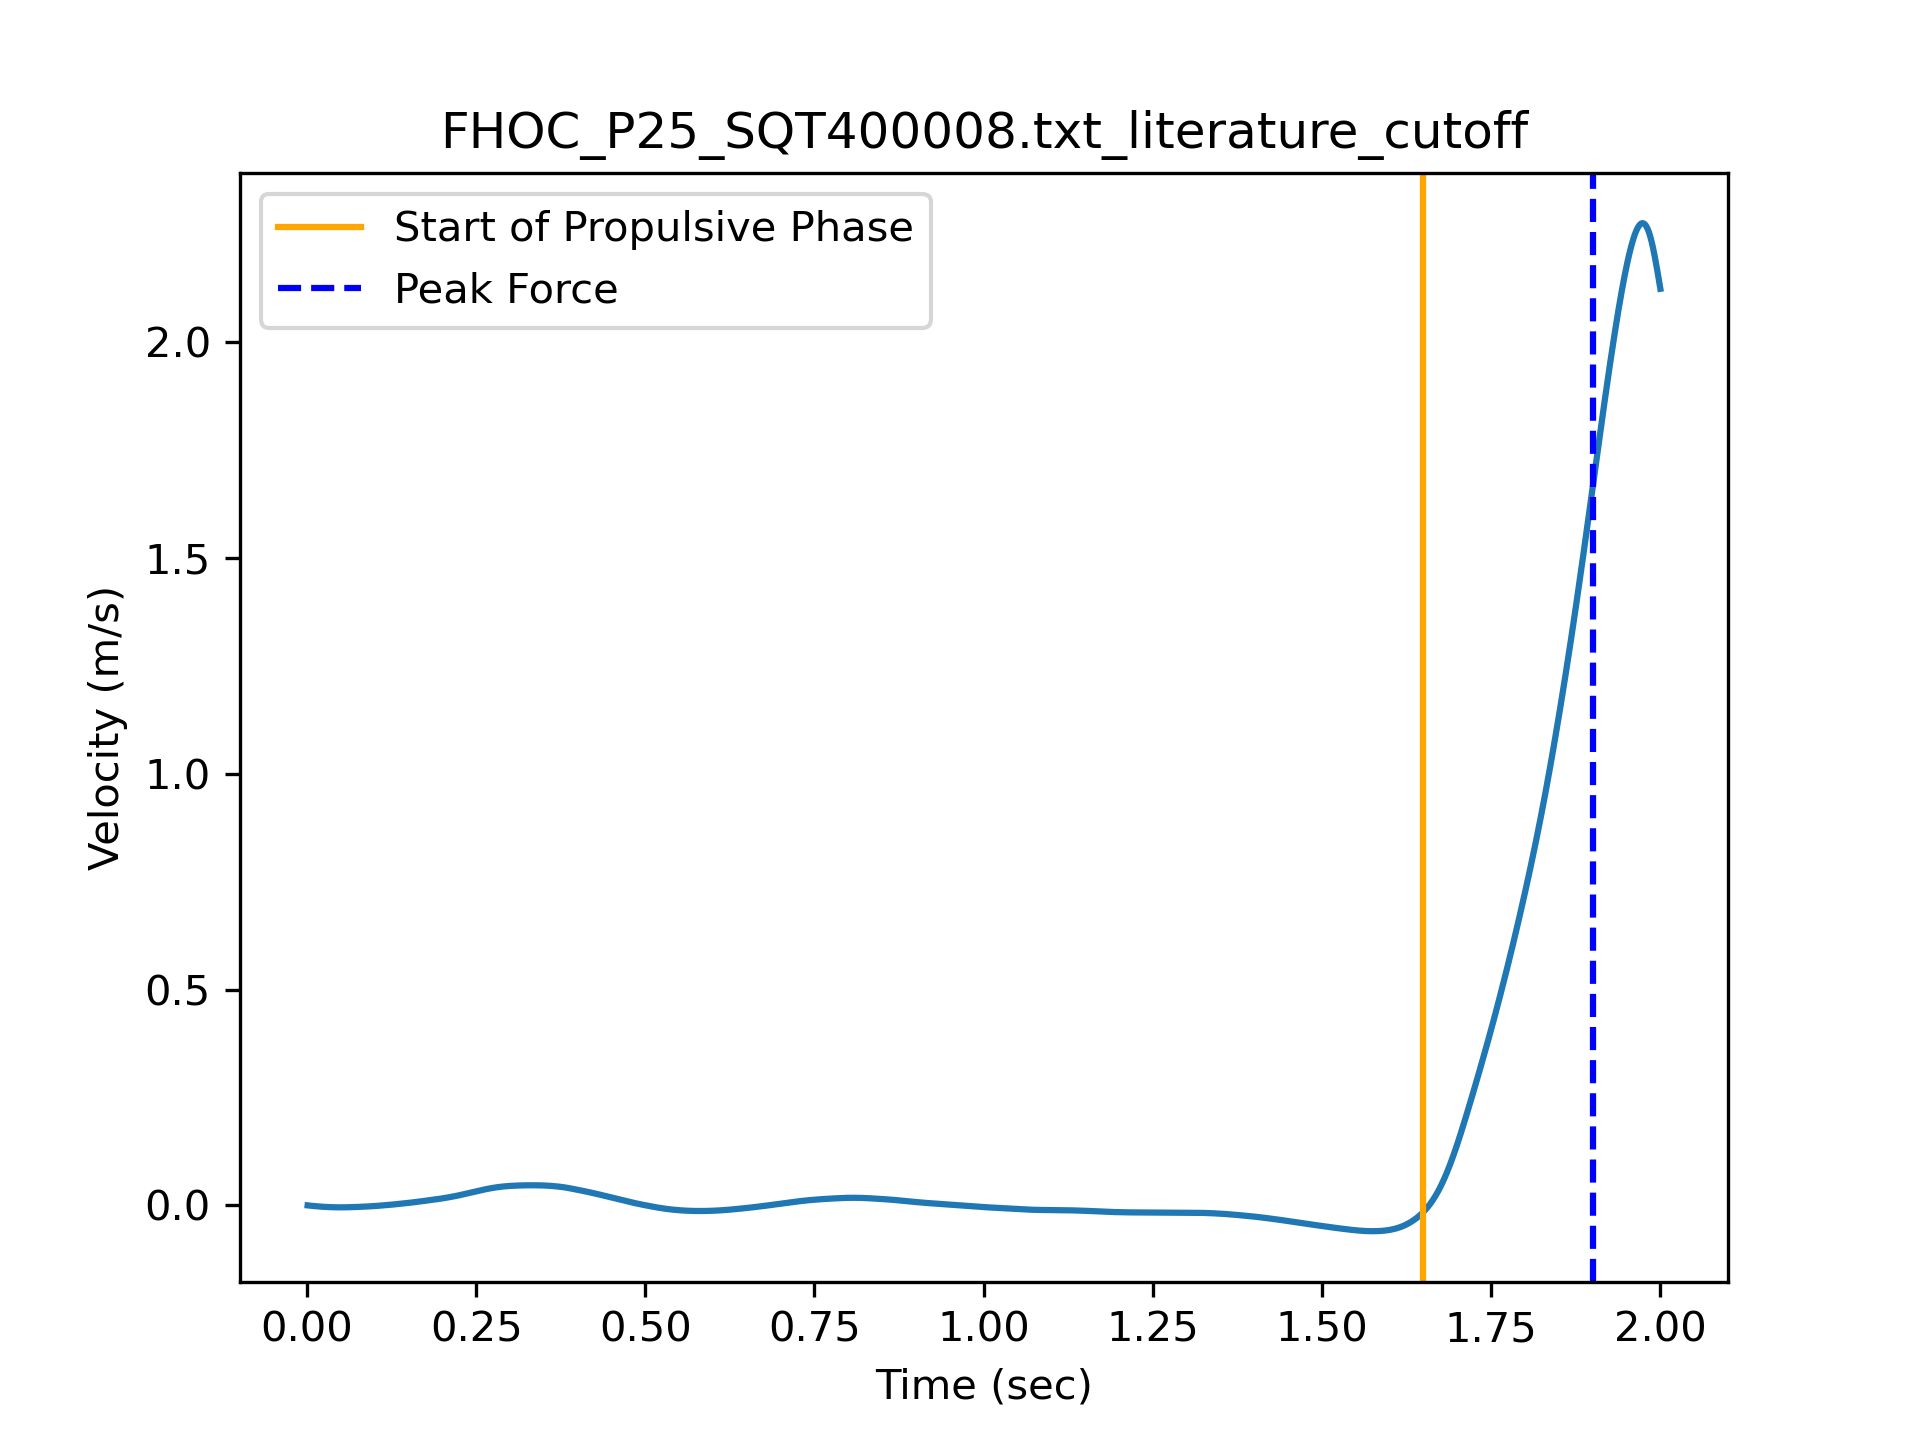 FHOC_P25_SQT400008.txt_literature_cutoff
Start of Propulsive Phase
Peak Force
Velocity (m/s)
2.0
1.5
1.0
0.5
0.0
0.00 0.25 0.50 0.75 1.00 1.25 1.50 1.75 2.00
Time (sec)